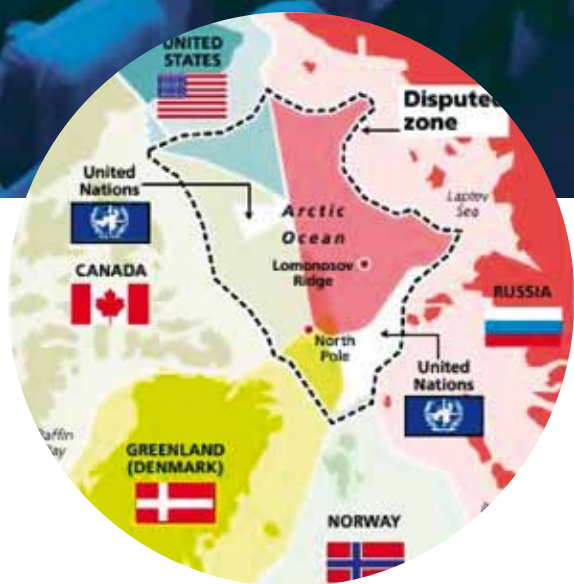 UNITED
STATES
Disputed
zone
United
Nations
Laptev
Sea
Arctic
Ocean
CANADA
Lomonosov
Ridge
RUSSIA
North
Pole
United
Nations
GREENLAND
(DENMARK)
NORWAY